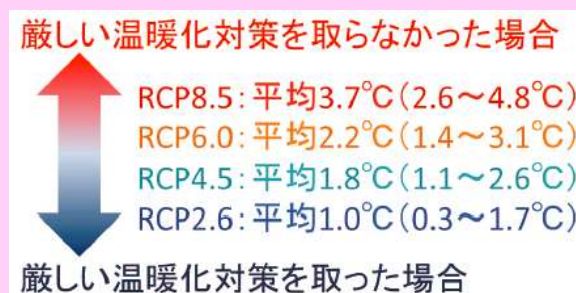 厳しい温暖化対策を取らなかった場合
RCP8.5：平均3.7℃（2.6～4.8℃）
RCP6.0：平均2.2℃（1.4～3.1℃）
RCP4.5：平均1.8℃（1.1～2.6℃）
RCP2.6：平均1.0℃（0.3～1.7℃）
厳しい温暖化対策を取った場合